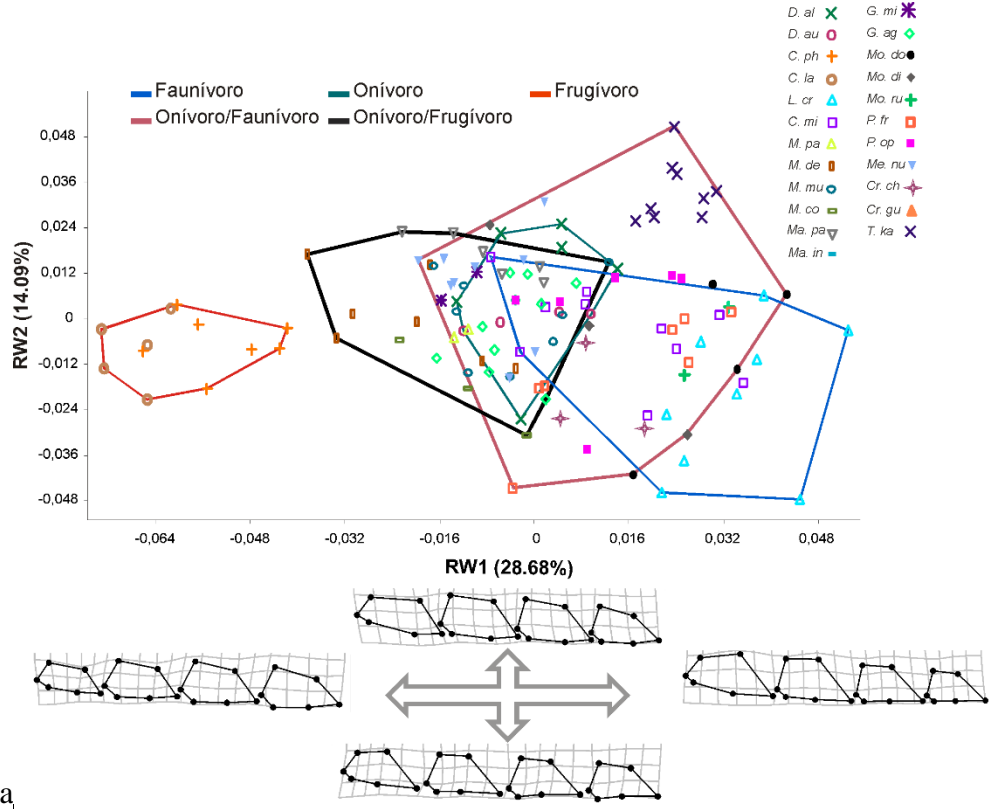 D. al G. mi
D. au G. ag
C. ph Mo. do
C. la Mo. di
L. cr Mo. ru
C. mi P. fr
M. pa P. op
M. de Me. nu
M. mu Cr. ch
M. co Cr. gu
Ma. pa T. ka
Ma. in
Faunívoro Onívoro Frugívoro
Onívoro/Faunívoro Onívoro/Frugívoro
0,048
0,036
0,024
0,012
0
-0,012
-0,024
-0,036
-0,048
RW2 (14.09%)
-0,064 -0,048 -0,032 -0,016 0 0,016 0,032 0,048
RW1 (28.68%)
a